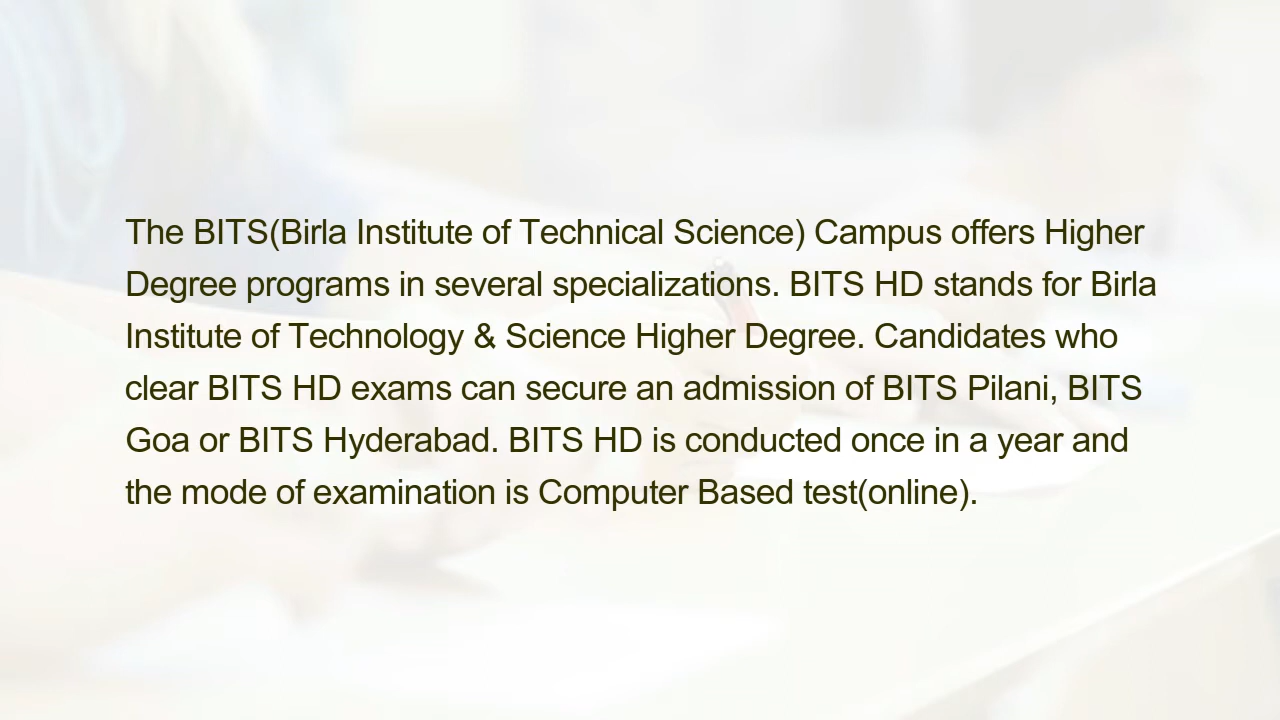 The BITS(Birla Institute of Technical Science) Campus offers Higher
Degree programs in several specializations. BITS HD stands for Birla
Institute of Technology & Science Higher Degree. Candidates who
clear BITS HD exams can secure an admission of BITS Pilani, BITS
Goa or BITS Hyderabad. BITS HD is conducted once in a year and
the mode of examination is Computer Based test(online).